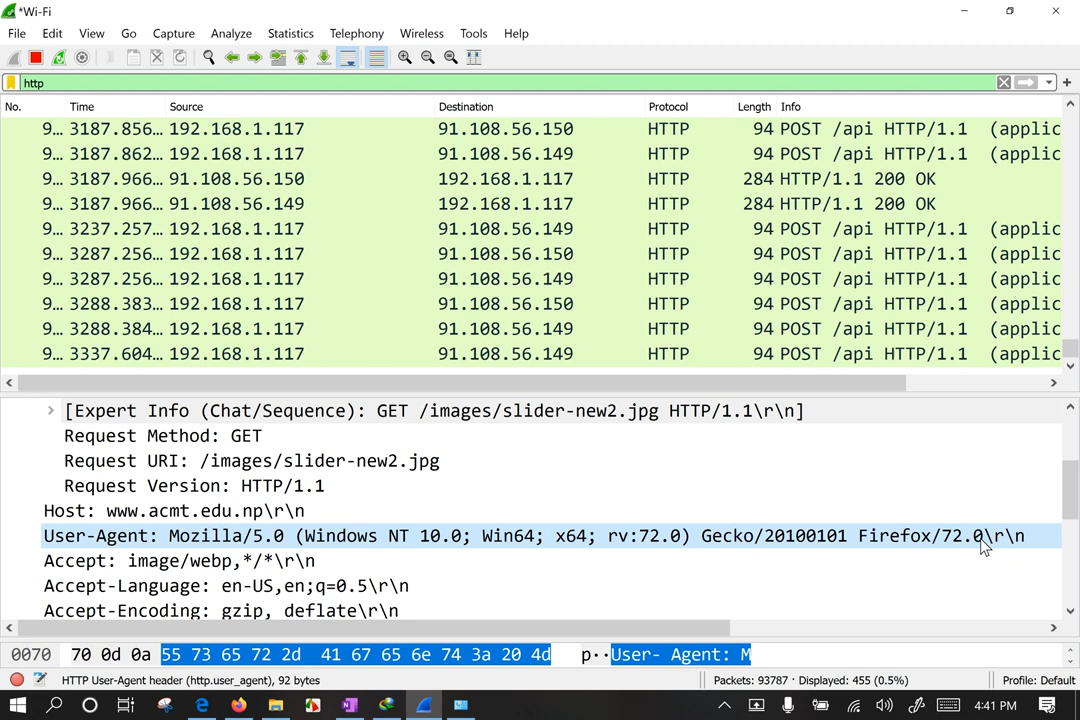 *Wi-Fi
File Edit View Go Capture Analyze Statistics Telephony Wireless Tools Help
http
No. Time Source Destination Protocol Length Info
9… 3187.856… 192.168.1.117 91.108.56.150 HTTP 94 POST /api HTTP/1.1 (applic
9… 3187.862… 192.168.1.117 91.108.56.149 HTTP 94 POST /api HTTP/1.1 (applic
9… 3187.966… 91.108.56.150 192.168.1.117 HTTP 284 HTTP/1.1 200 OK
9… 3187.966… 91.108.56.149 192.168.1.117 HTTP 284 HTTP/1.1 200 OK
9… 3237.257… 192.168.1.117 91.108.56.149 HTTP 94 POST /api HTTP/1.1 (applic
9… 3287.256… 192.168.1.117 91.108.56.150 HTTP 94 POST /api HTTP/1.1 (applic
9… 3287.256… 192.168.1.117 91.108.56.149 HTTP 94 POST /api HTTP/1.1 (applic
9… 3288.383… 192.168.1.117 91.108.56.150 HTTP 94 POST /api HTTP/1.1 (applic
9… 3288.384… 192.168.1.117 91.108.56.149 HTTP 94 POST /api HTTP/1.1 (applic
9… 3337.604… 192.168.1.117 91.108.56.149 HTTP 94 POST /api HTTP/1.1 (applic
[Expert Info (Chat/Sequence): GET /images/slider-new2.jpg HTTP/1.1\r\n]
Request Method: GET
Request URI: /images/slider-new2.jpg
Request Version: HTTP/1.1
Host: www.acmt.edu.np\r\n
User-Agent: Mozilla/5.0 (Windows NT 10.0; Win64; x64; rv:72.0) Gecko/20100101 Firefox/72.0\r\n
Accept: image/webp,*/*\r\n
Accept-Language: en-US,en;q=0.5\r\n
Accept-Encoding: gzip, deflate\r\n
0070 70 0d 0a 55 73 65 72 2d 41 67 65 6e 74 3a 20 4d p··User- Agent: M
HTTP User-Agent header (http.user_agent), 92 bytes Packets: 93787 · Displayed: 455 (0.5%) Profile: Default
4:41 PM